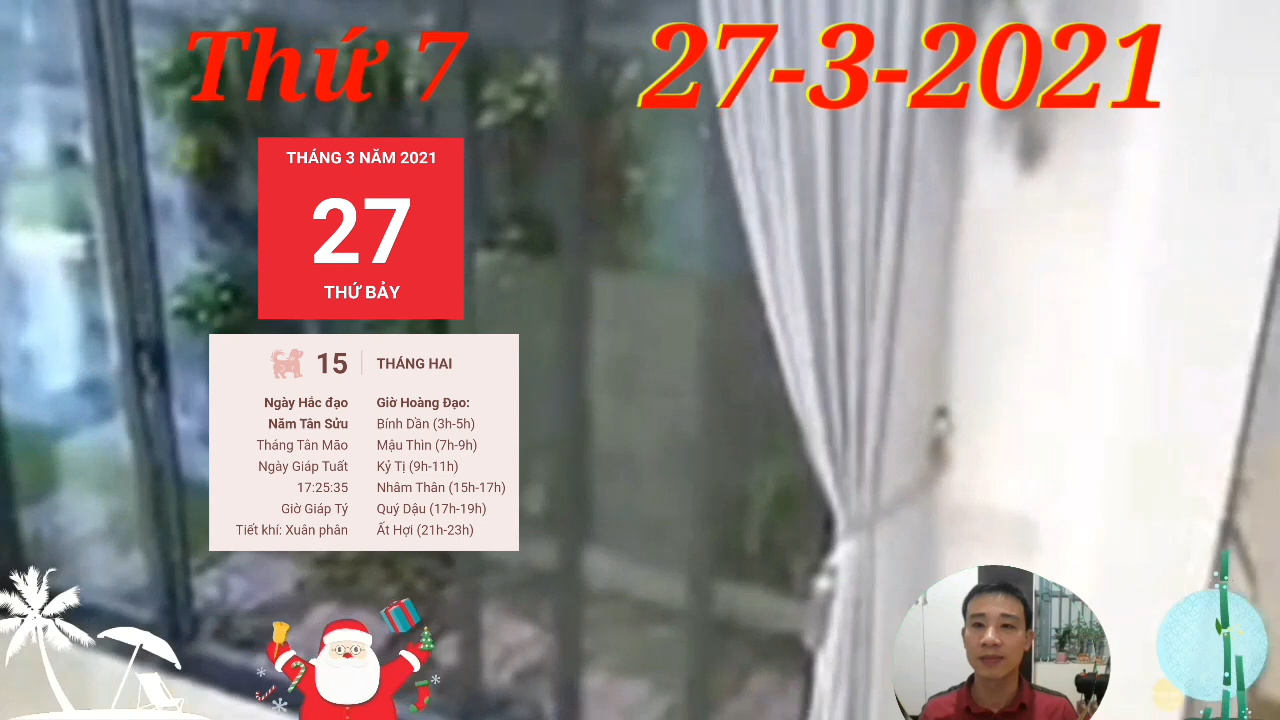 Thứ 7
27-3-2021
THÁNG 3 NĂM 2021
27
THỨ BẢY
15
THÁNG HAI
Ngày Hắc đạo
Năm Tân Sửu
Tháng Tân Mão
Ngày Giáp Tuất
17:25:35
Giờ Giáp Tý
Tiết khí: Xuân phân
Giờ Hoàng Đạo:
Bính Dần (3h-5h)
Mậu Thìn (7h-9h)
Kỷ Tị (9h-11h)
Nhâm Thân (15h-17h)
Quý Dậu (17h-19h)
Ất Hợi (21h-23h)